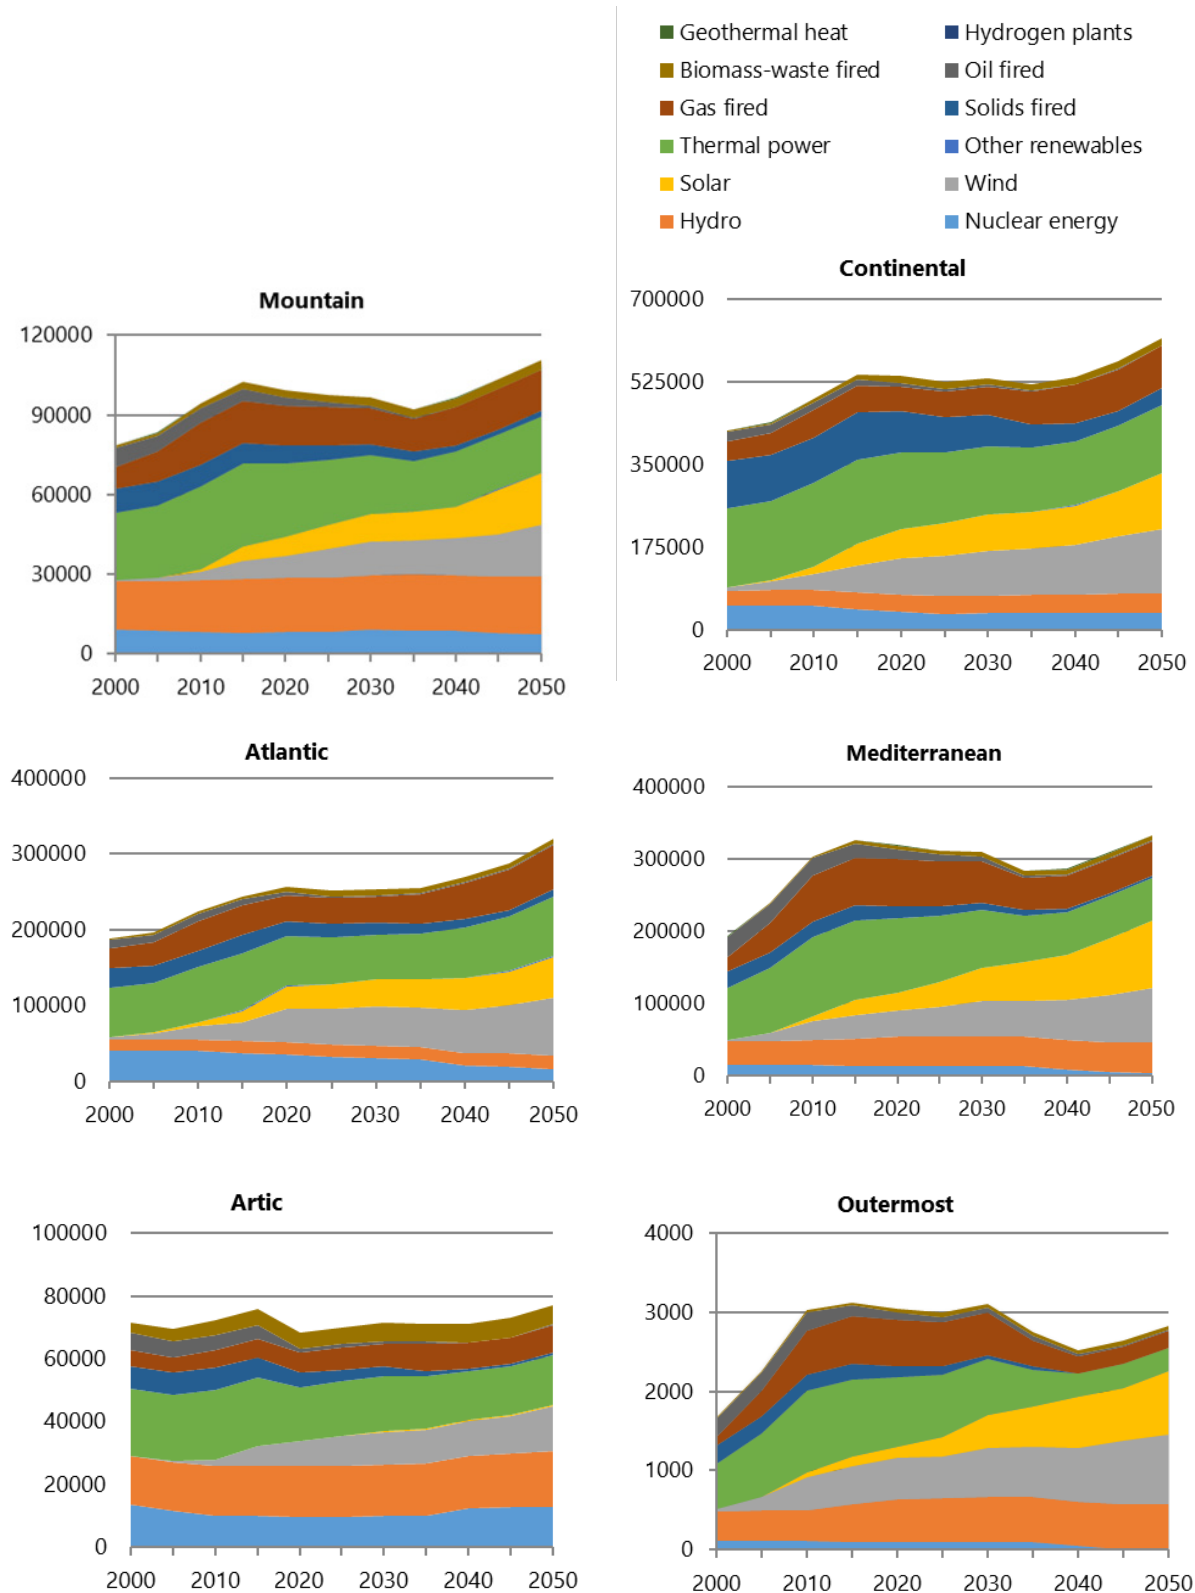 Geothermal heat Hydrogen plants
Biomass-waste fired Oil fired
Gas fired Solids fired
Thermal power Other renewables
Solar Wind
Hydro Nuclear energy
Mountain
120000
90000
60000
30000
0
2000 2010 2020 2030 2040 2050
Continental
700000
525000
350000
175000
0
2000 2010 2020 2030 2040 2050
Atlantic
400000
300000
200000
100000
0
2000 2010 2020 2030 2040 2050
Mediterranean
400000
300000
200000
100000
0
2000 2010 2020 2030 2040 2050
Artic
100000
80000
60000
40000
20000
0
2000 2010 2020 2030 2040 2050
Outermost
4000
3000
2000
1000
0
2000 2010 2020 2030 2040 2050